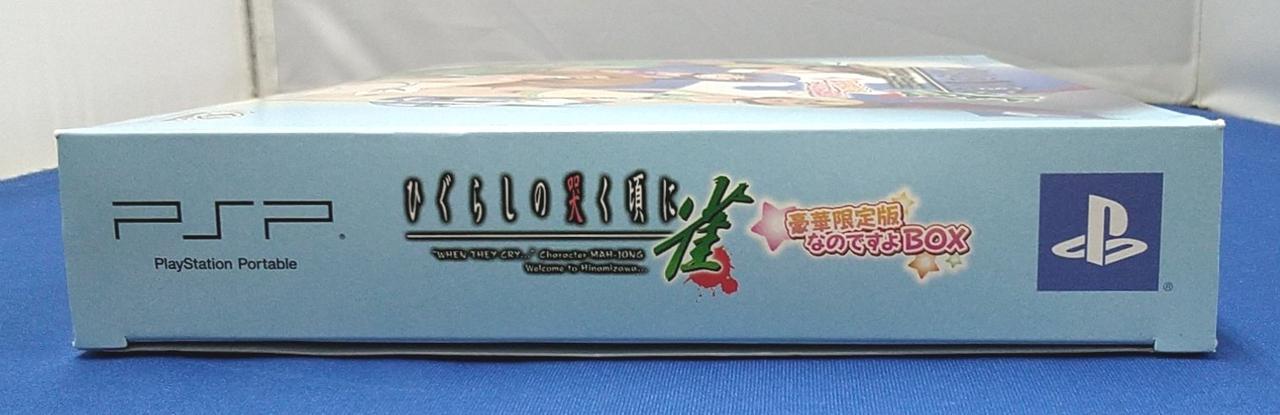 PSP®
PlayStation Portable
ひぐらしの哭く頃に雀
"WHEN THEY CRY..." Character MAH-JONG
Welcome to Hinamizawa...
豪華限定版
なのですよBOX
®